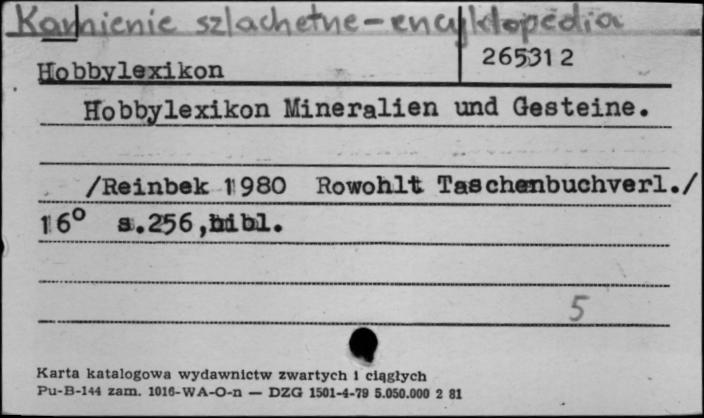 Kamienie szlachetne - encyklopedia
265312
Hobbylexikon
Hobbylexikon Mineralien und Gesteine.
/Reinbek 1980 Rowohlt Taschenbuchverl./
16° s.256,bibl.
5
Karta katalogowa wydawnictw zwartych i ciągłych
Pu-B-144 zam. 1016-WA-O-n — DZG 1501-4-79 5.050.000 2 81